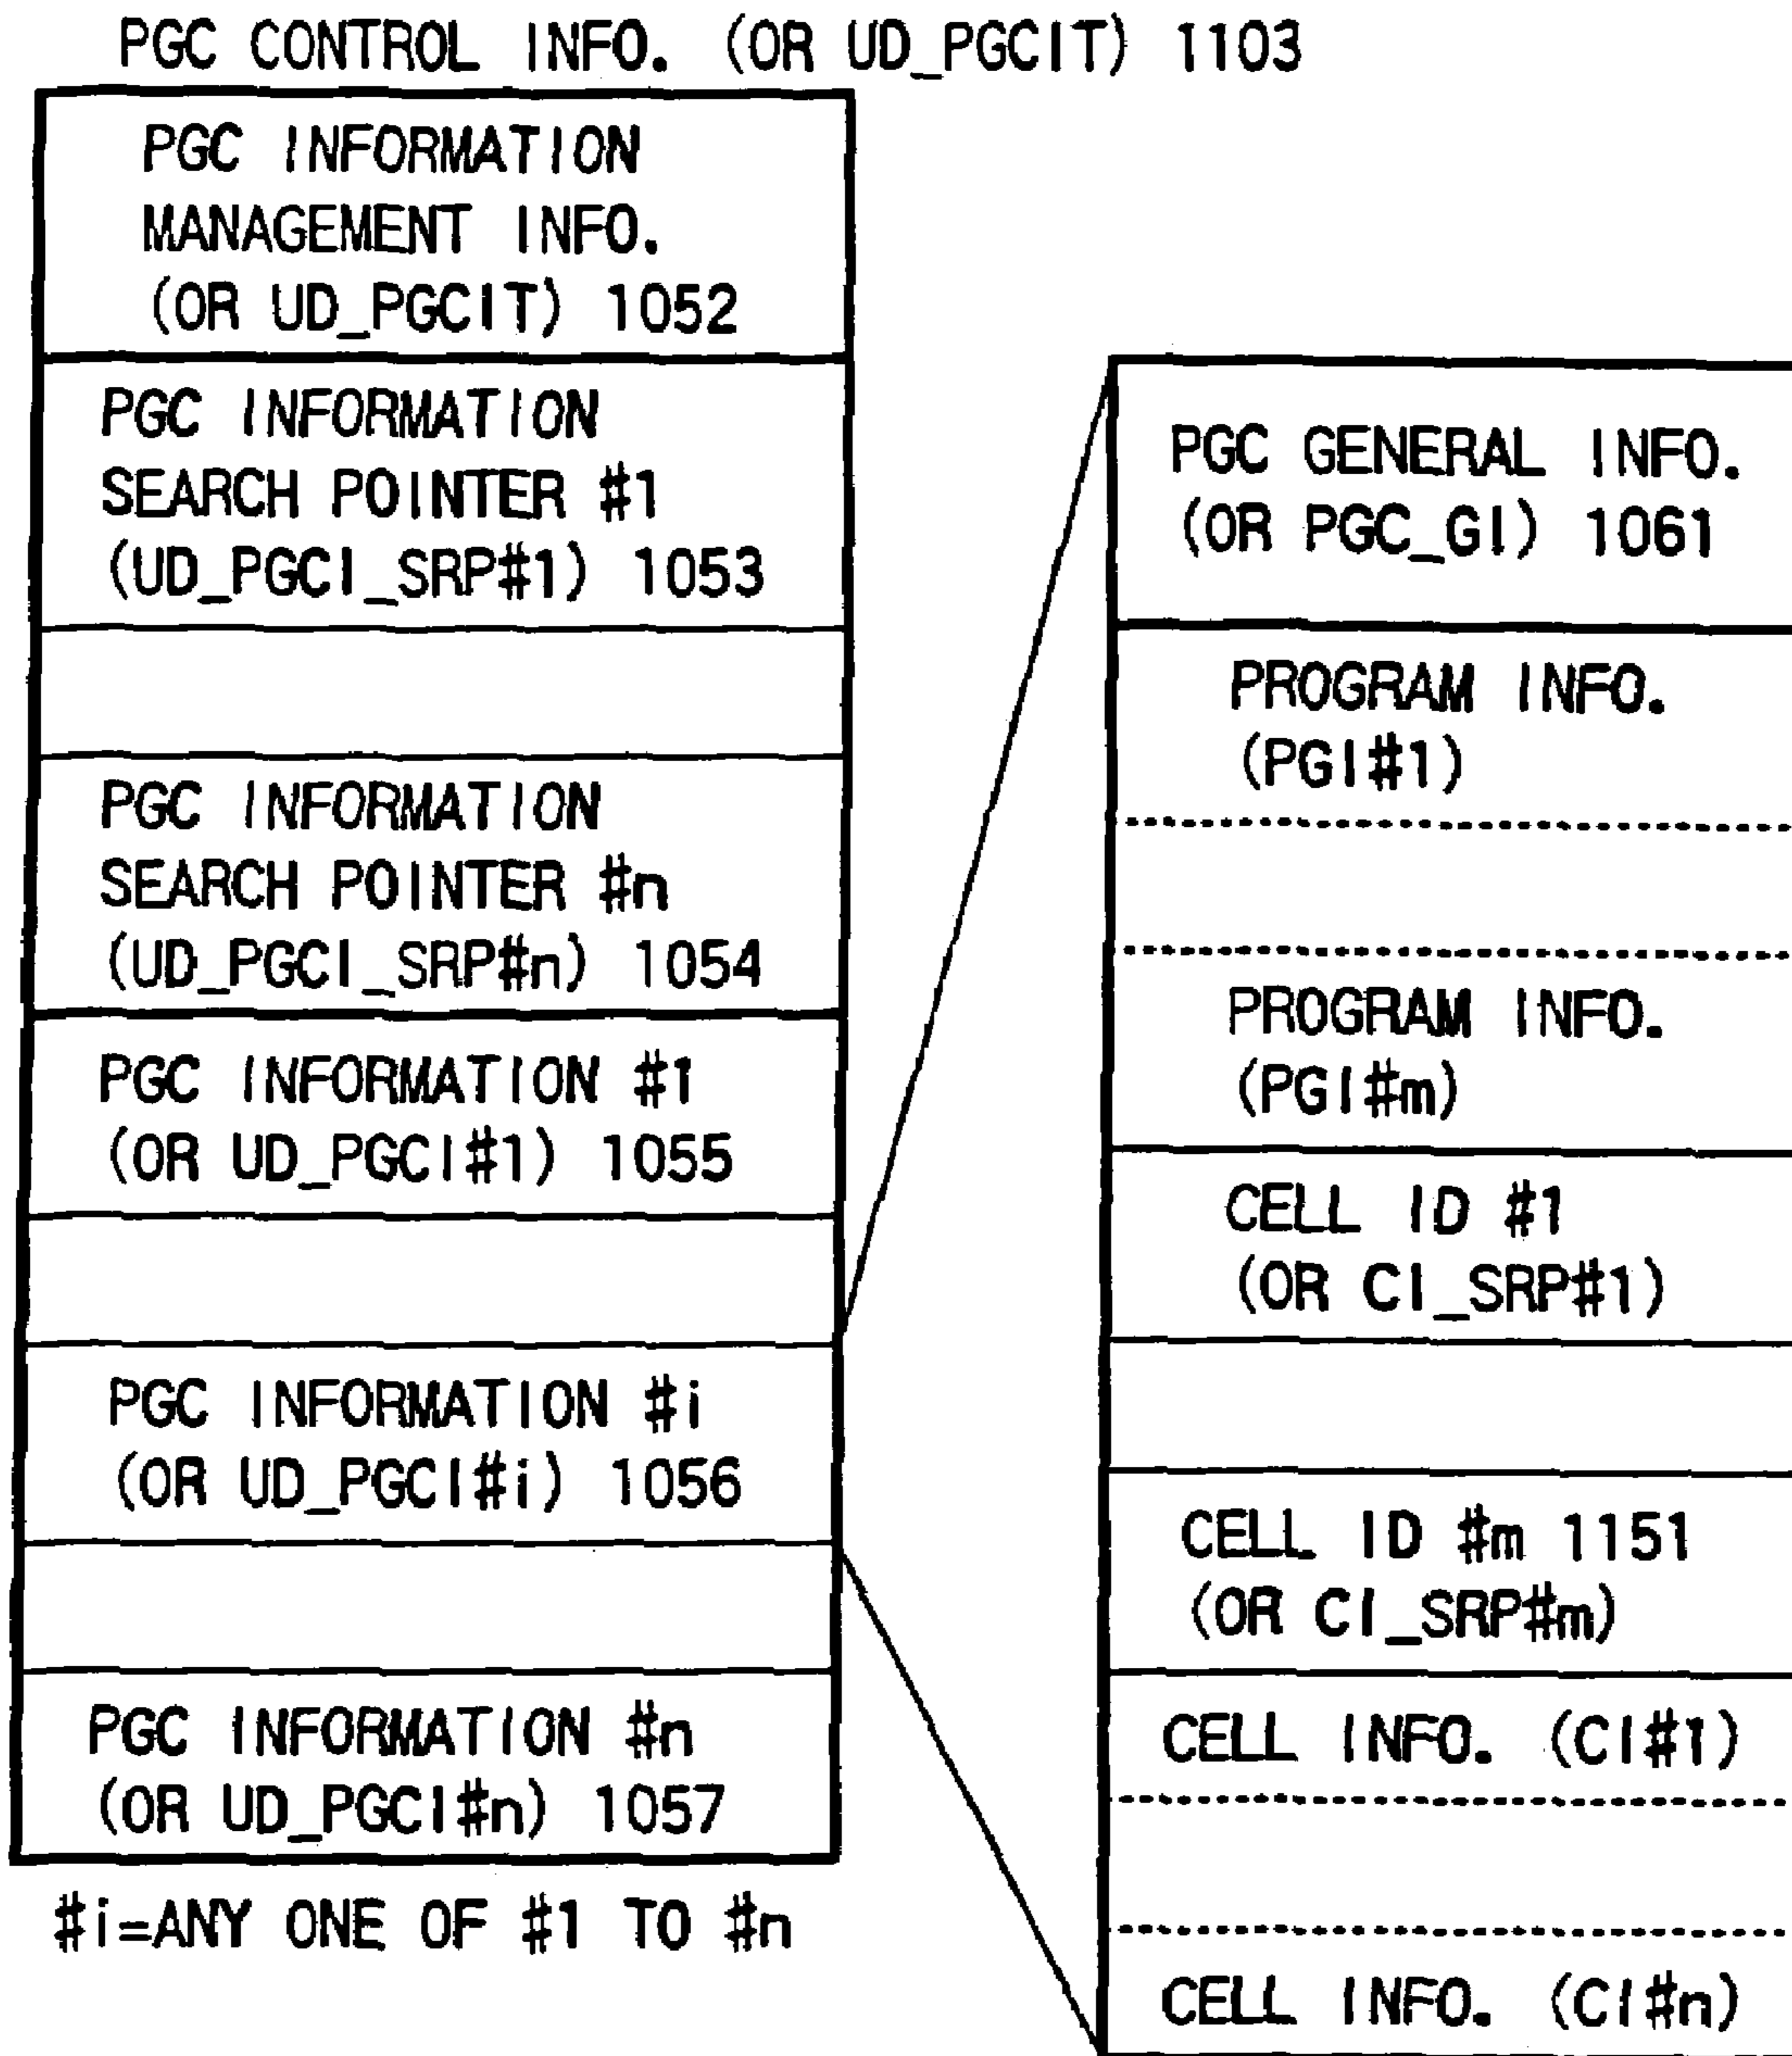 PGC CONTROL INFO. (OR UD_PGCIT) 1103
PGC INFORMATION
MANAGEMENT INFO.
(OR UD_PGCIT) 1052
PGC INFORMATION
SEARCH POINTER #1
(UD_PGCI_SRP#1) 1053
PGC INFORMATION
SEARCH POINTER #n
(UD_PGCI_SRP#n) 1054
PGC INFORMATION #1
(OR UD_PGCI#1) 1055
PGC INFORMATION #i
(OR UD_PGCI#i) 1056
PGC INFORMATION #n
(OR UD_PGCI#n) 1057
#i=ANY ONE OF #1 TO #n
PGC GENERAL INFO.
(OR PGC_GI) 1061
PROGRAM INFO.
(PGI#1)
PROGRAM INFO.
(PGI#m)
CELL ID #1
(OR CI_SRP#1)
CELL ID #m 1151
(OR CI_SRP#m)
CELL INFO. (CI#1)
CELL INFO. (CI#n)